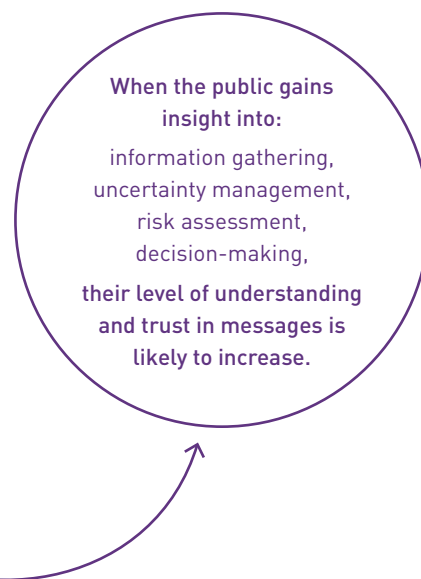 When the public gains
insight into:
information gathering,
uncertainty management,
risk assessment,
decision-making,
their level of understanding
and trust in messages is
likely to increase.